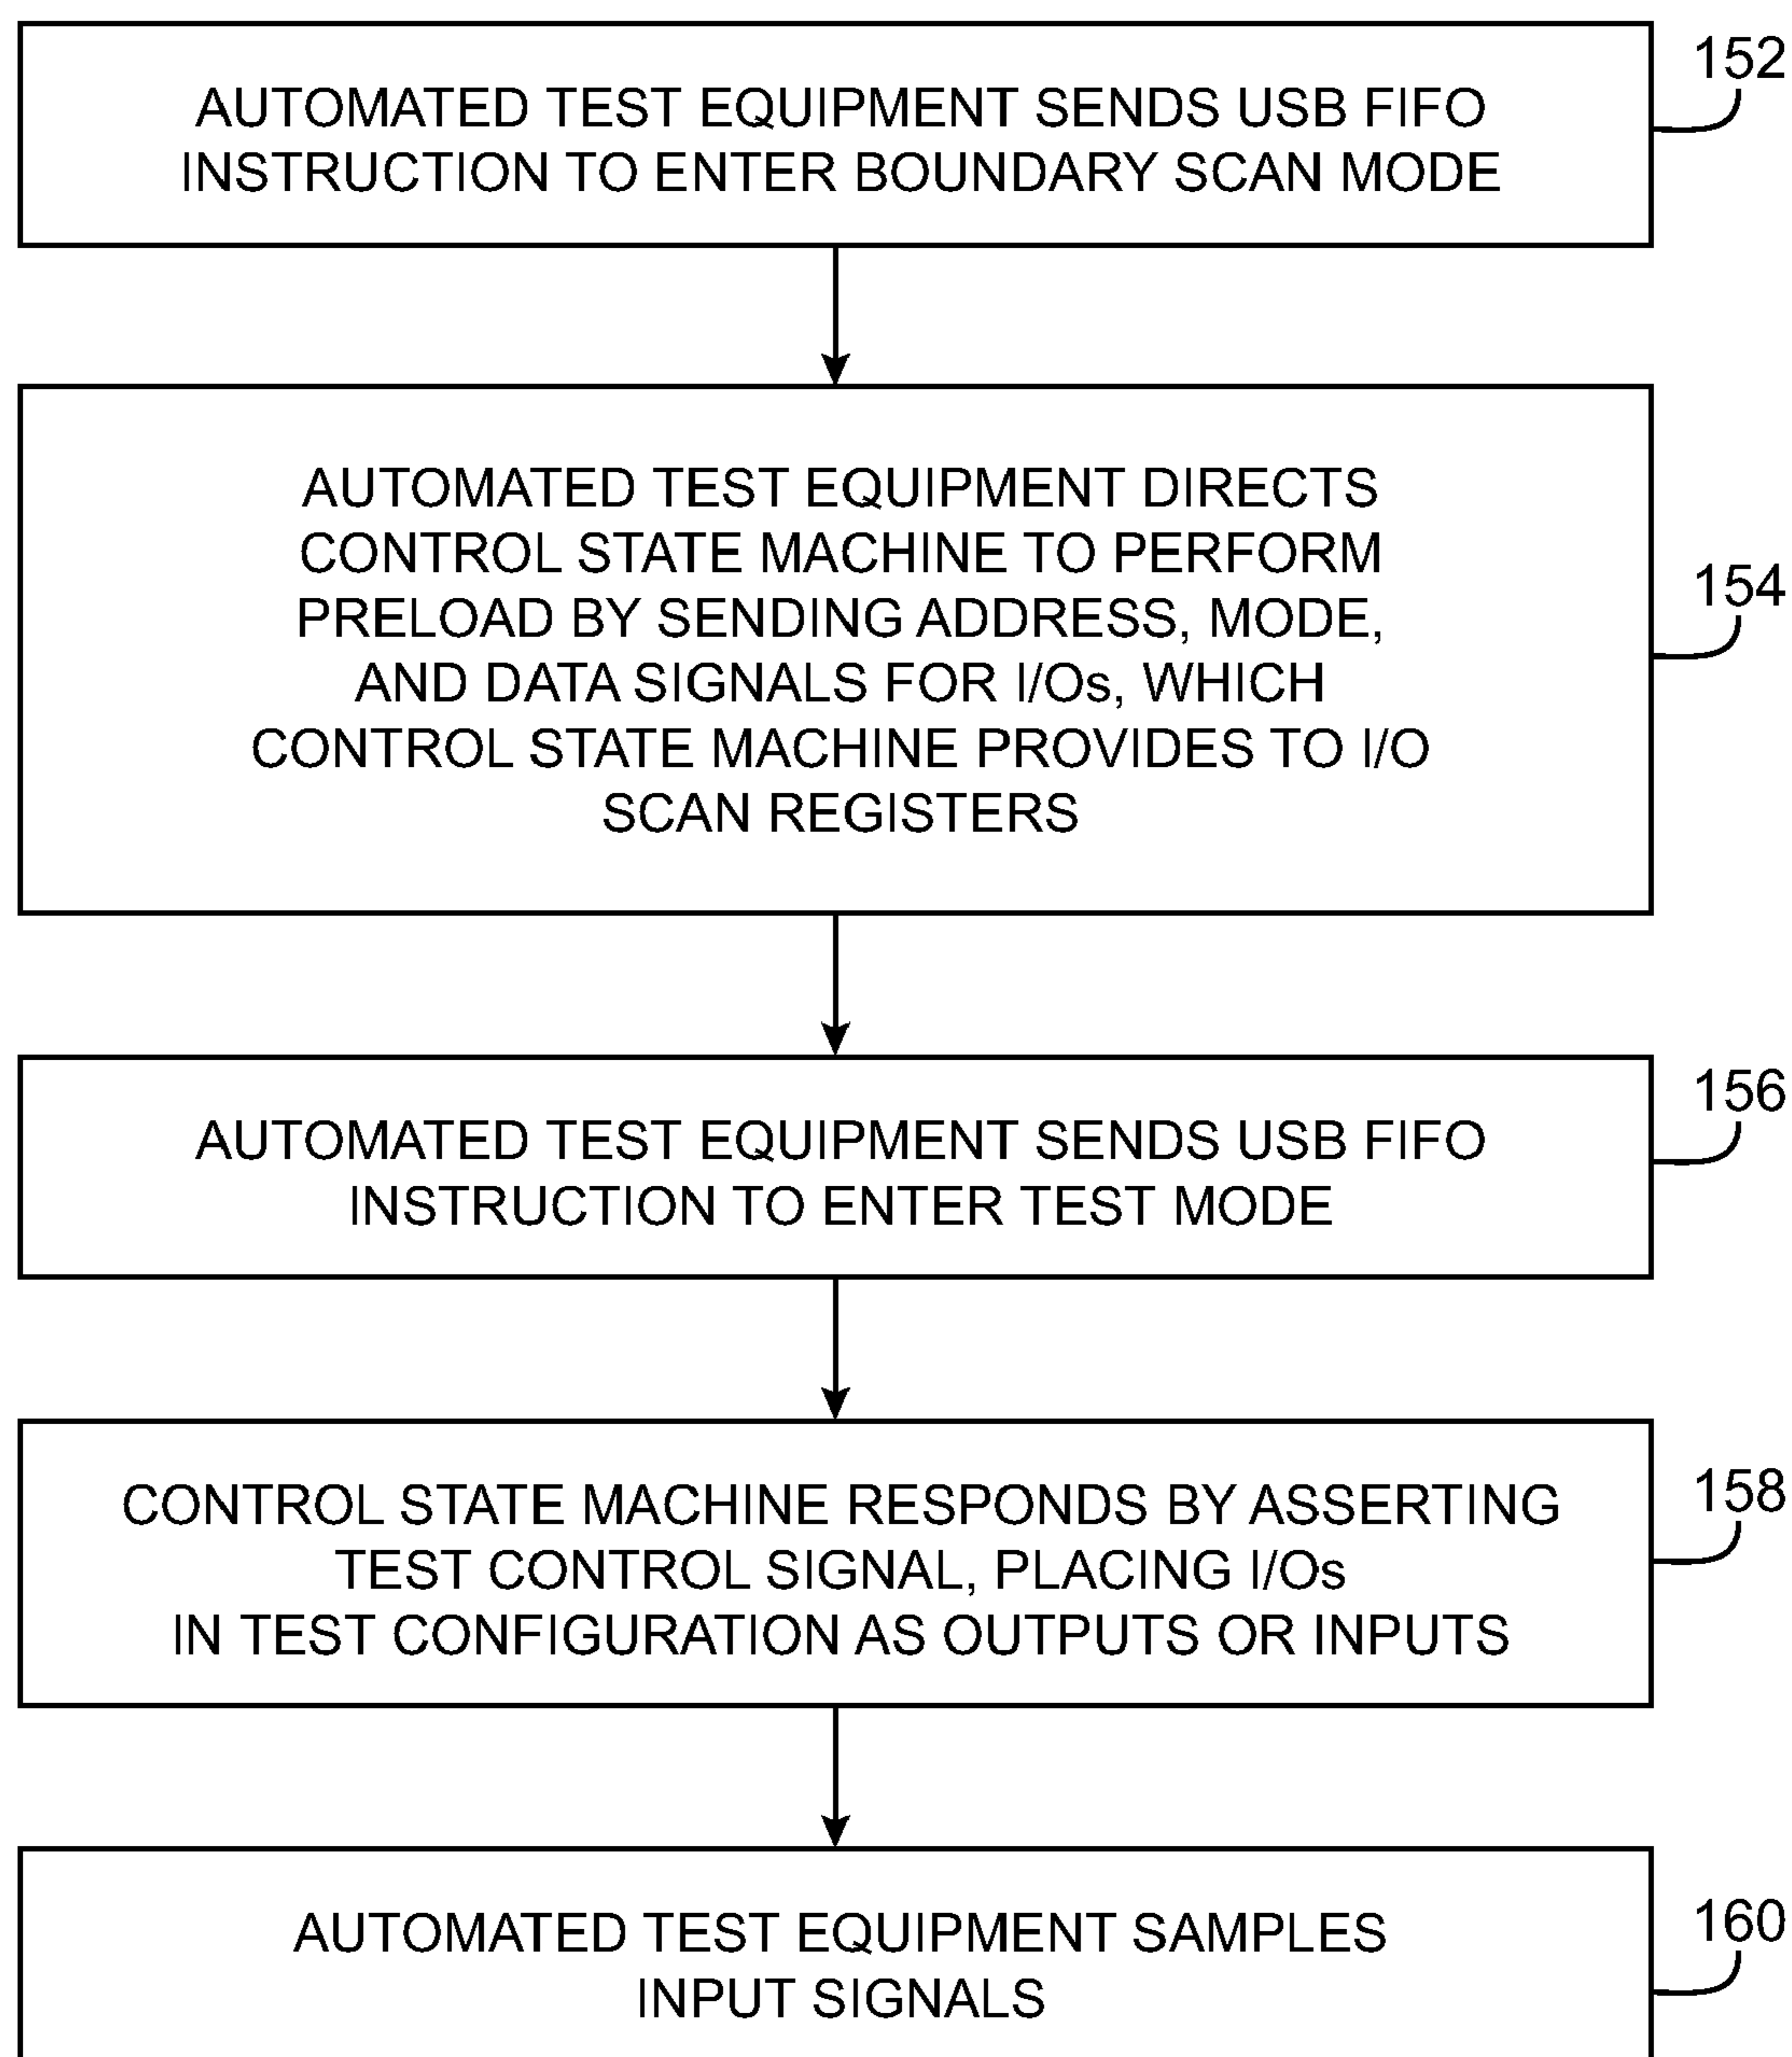 152
AUTOMATED TEST EQUIPMENT SENDS USB FIFO
INSTRUCTION TO ENTER BOUNDARY SCAN MODE
154
AUTOMATED TEST EQUIPMENT DIRECTS
CONTROL STATE MACHINE TO PERFORM
PRELOAD BY SENDING ADDRESS, MODE,
AND DATA SIGNALS FOR I/Os, WHICH
CONTROL STATE MACHINE PROVIDES TO I/O
SCAN REGISTERS
156
AUTOMATED TEST EQUIPMENT SENDS USB FIFO
INSTRUCTION TO ENTER TEST MODE
158
CONTROL STATE MACHINE RESPONDS BY ASSERTING
TEST CONTROL SIGNAL, PLACING I/Os
IN TEST CONFIGURATION AS OUTPUTS OR INPUTS
160
AUTOMATED TEST EQUIPMENT SAMPLES
INPUT SIGNALS